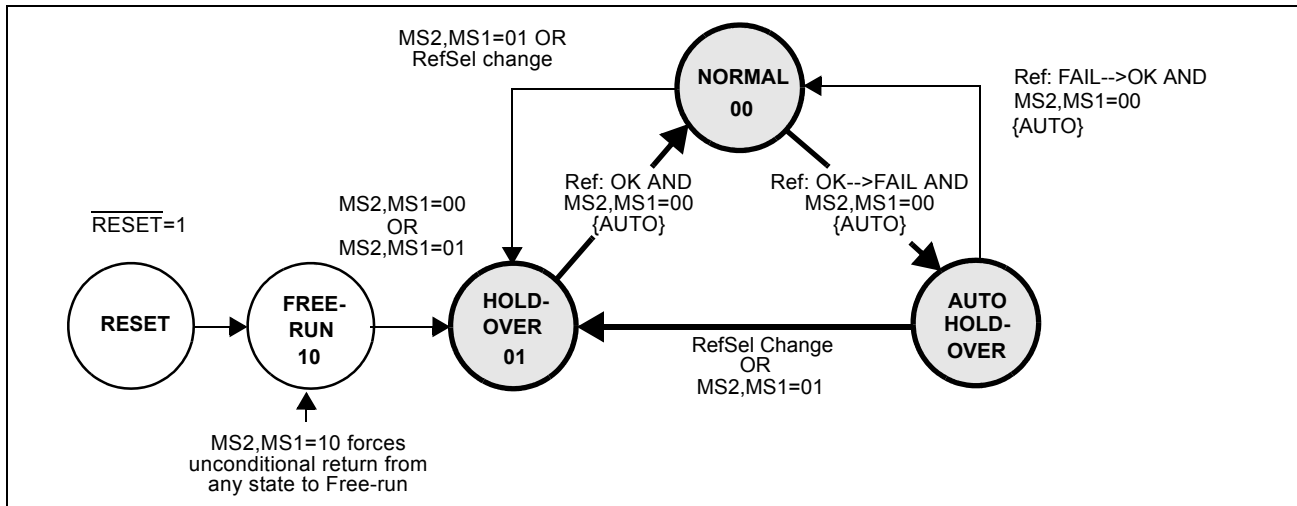 MS2,MS1=01 OR
RefSel change
NORMAL
00
Ref: FAIL-->OK AND
MS2,MS1=00
{AUTO}
Ref: OK AND
MS2,MS1=00
{AUTO}
Ref: OK-->FAIL AND
MS2,MS1=00
{AUTO}
RESET=1
MS2,MS1=00
OR
MS2,MS1=01
RESET
FREE-
RUN
10
HOLD-
OVER
01
AUTO
HOLD-
OVER
RefSel Change
OR
MS2,MS1=01
MS2,MS1=10 forces
unconditional return from
any state to Free-run